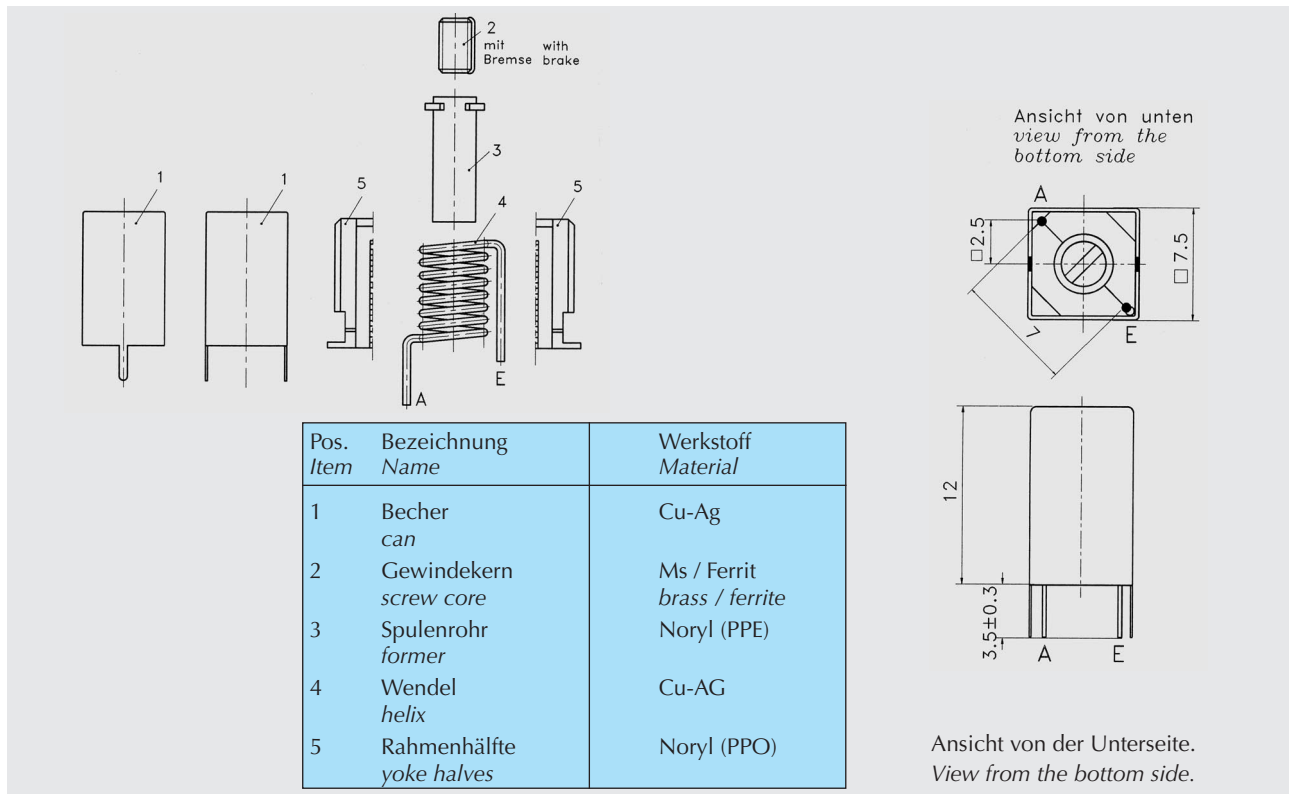 2
mit with
Bremse brake
3
1
1
5
4
5
A
E
Ansicht von unten
view from the
bottom side
A
□2.5
□7.5
7
E
12
3.5±0.3
A E
Pos. Bezeichnung Werkstoff
Item Name Material
1 Becher Cu-Ag
can
2 Gewindekern Ms / Ferrit
screw core brass / ferrite
3 Spulenrohr Noryl (PPE)
former
4 Wendel Cu-AG
helix
5 Rahmenhälfte Noryl (PPO)
yoke halves
Ansicht von der Unterseite.
View from the bottom side.